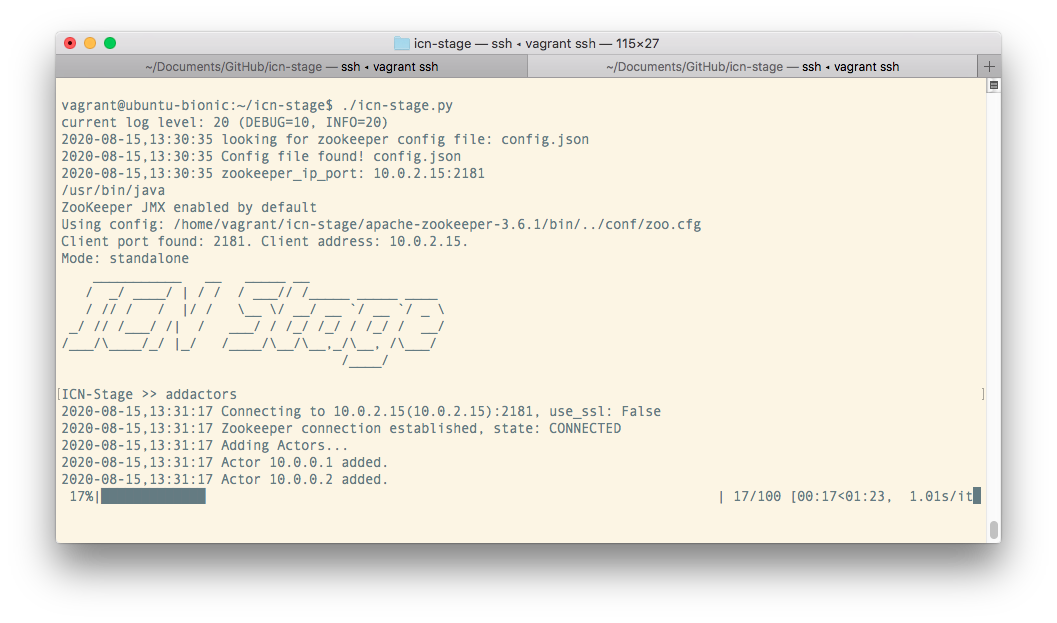 icn-stage — ssh ◂ vagrant ssh — 115×27
~/Documents/GitHub/icn-stage — ssh ◂ vagrant ssh
~/Documents/GitHub/icn-stage — ssh ◂ vagrant ssh
vagrant@ubuntu-bionic:~/icn-stage$ ./icn-stage.py
current log level: 20 (DEBUG=10, INFO=20)
2020-08-15,13:30:35 looking for zookeeper config file: config.json
2020-08-15,13:30:35 Config file found! config.json
2020-08-15,13:30:35 zookeeper_ip_port: 10.0.2.15:2181
/usr/bin/java
ZooKeeper JMX enabled by default
Using config: /home/vagrant/icn-stage/apache-zookeeper-3.6.1/bin/../conf/zoo.cfg
Client port found: 2181. Client address: 10.0.2.15.
Mode: standalone
ICN Stage
[ICN-Stage >> addactors ]
2020-08-15,13:31:17 Connecting to 10.0.2.15(10.0.2.15):2181, use_ssl: False
2020-08-15,13:31:17 Zookeeper connection established, state: CONNECTED
2020-08-15,13:31:17 Adding Actors...
2020-08-15,13:31:17 Actor 10.0.0.1 added.
2020-08-15,13:31:17 Actor 10.0.0.2 added.
17%| | 17/100 [00:17<01:23, 1.01s/it